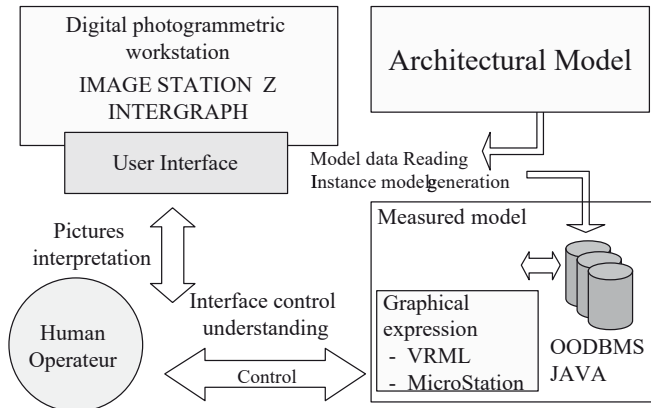 Digital photogrammetric
workstation
IMAGE STATION Z
INTERGRAPH
User Interface
Architectural Model
Model data Reading
Instance model generation
Pictures
interpretation
Measured model
Interface control
understanding
Human
Operateur
Control
Graphical
expression
- VRML
- MicroStation
OODBMS
JAVA